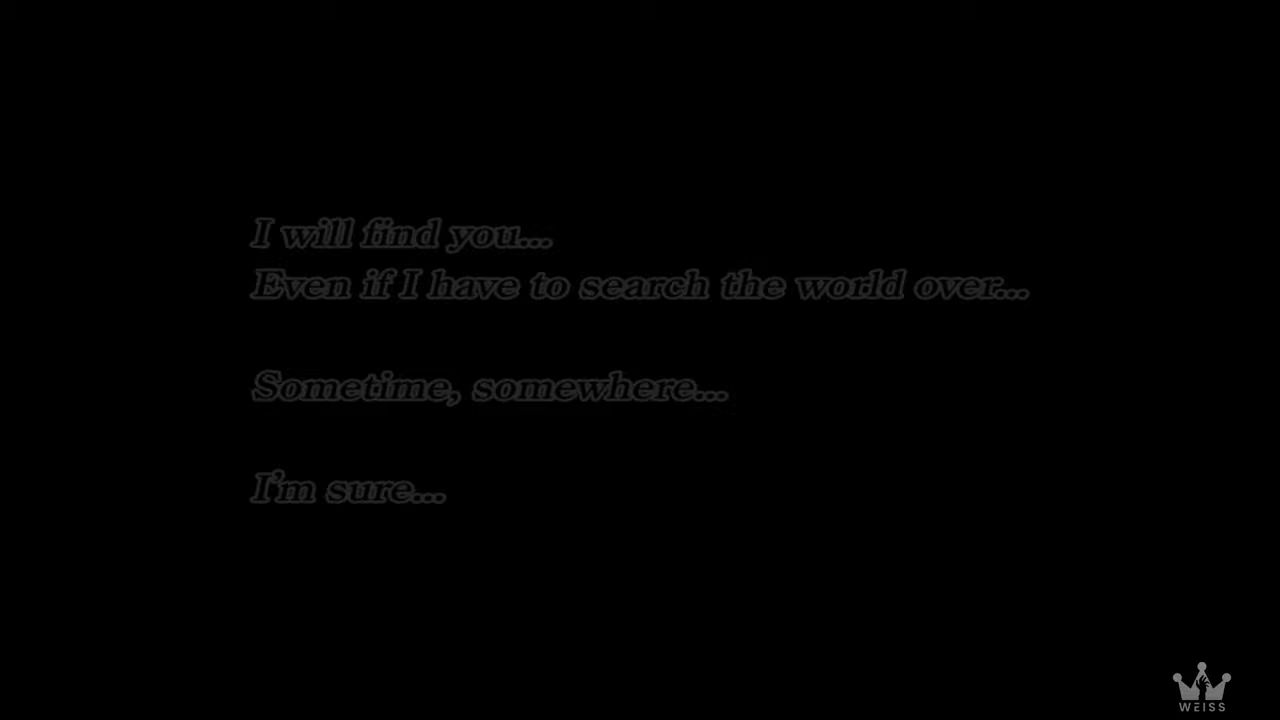 I will find you...
Even if I have to search the world over...
Sometime, somewhere...
I'm sure...
WEISS